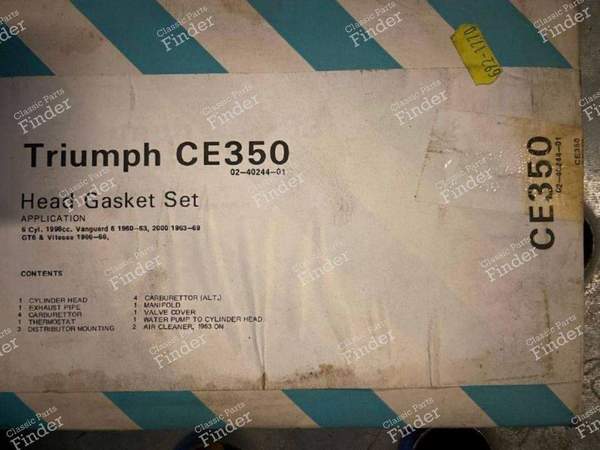 692-1270
Triumph CE350
02-40244-01
Head Gasket Set
APPLICATION
6 Cyl. 1998cc. Vanguard 6 1960-63, 2000 1963-69
GT6 & Vitesse 1966-68,
CONTENTS
1 CYLINDER HEAD
1 EXHAUST PIPE
4 CARBURETTOR
1 THERMOSTAT
3 DISTRIBUTOR MOUNTING
4 CARBURETTOR (ALT.)
1 MANIFOLD
1 VALVE COVER
1 WATER PUMP TO CYLINDER HEAD
2 AIR CLEANER, 1963 ON
CE350
02-40244-01
CE350
Classic Parts
Finder